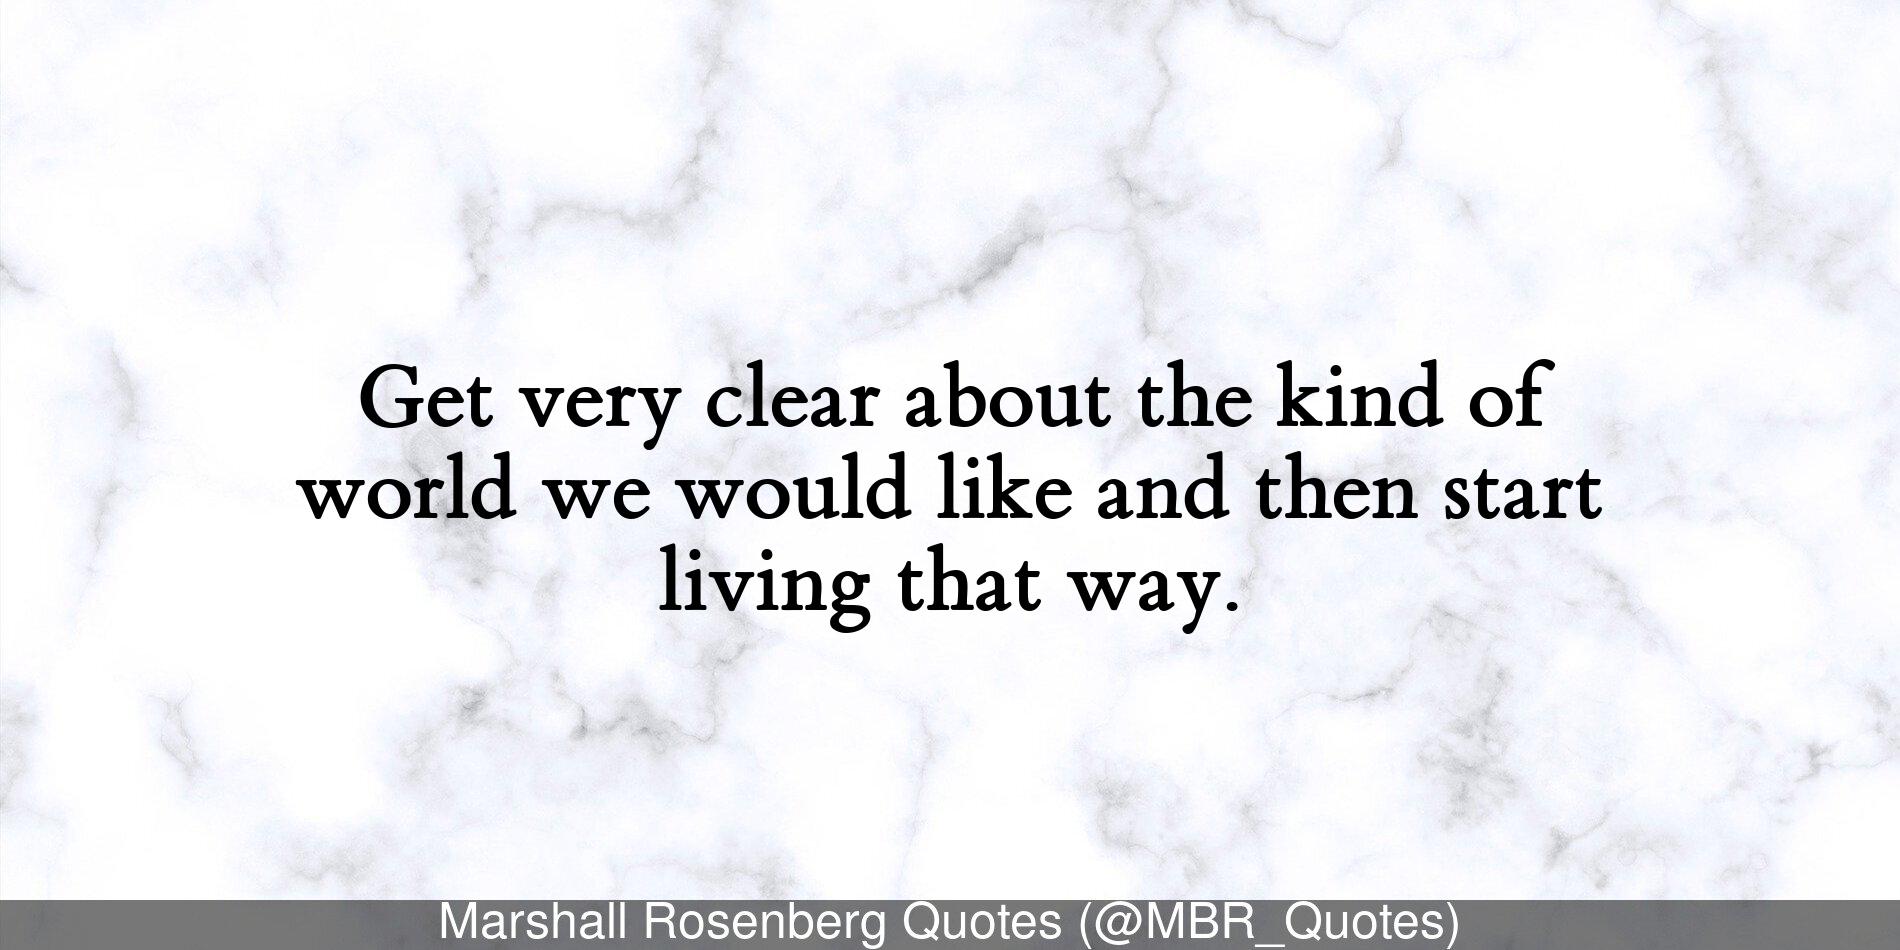 Get very clear about the kind of
world we would like and then start
living that way.
Marshall Rosenberg Quotes (@MBR_Quotes)